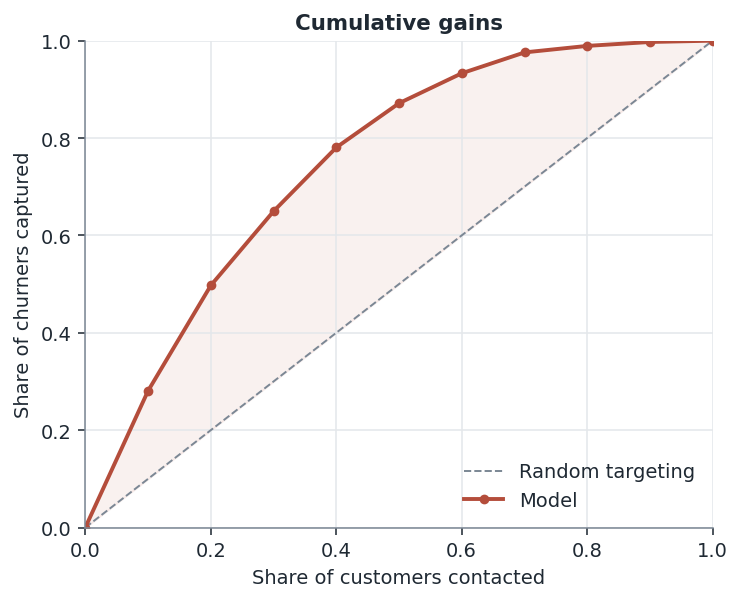 Cumulative gains
1.0
0.8
0.6
0.4
0.2
0.0
Share of churners captured
Random targeting
Model
0.0 0.2 0.4 0.6 0.8 1.0
Share of customers contacted